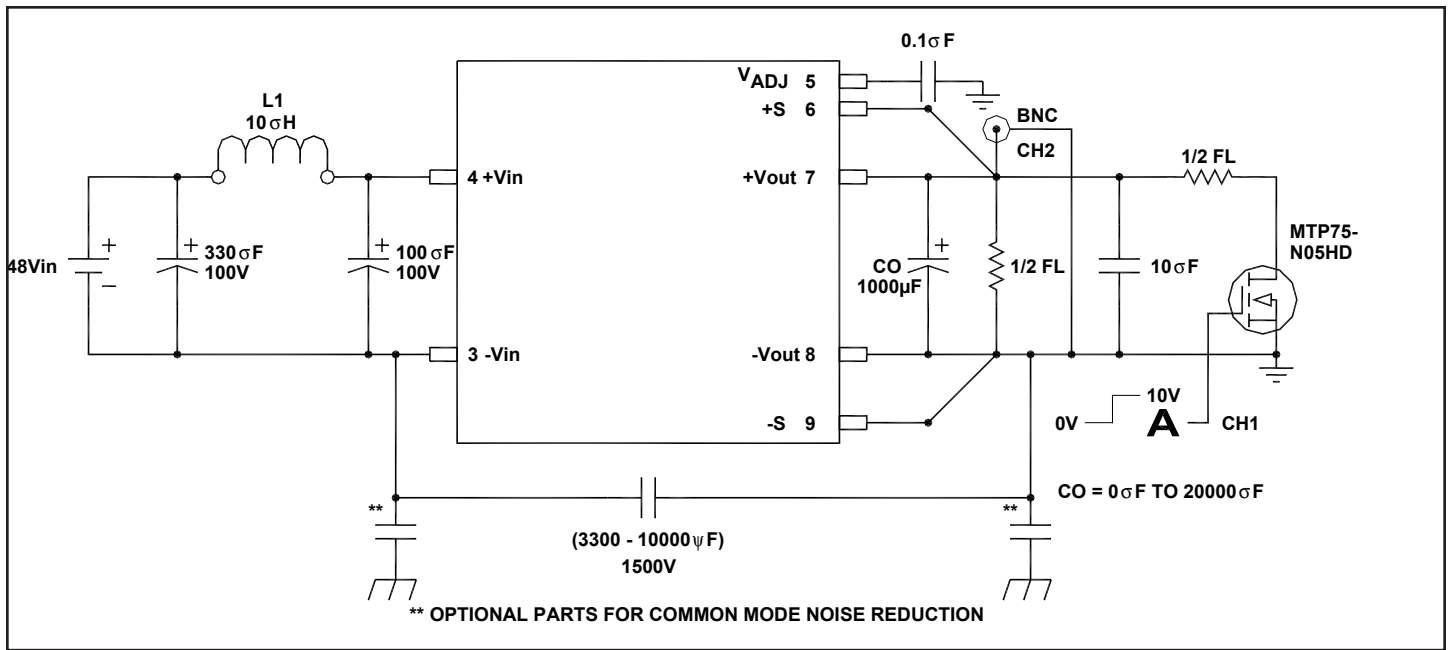 0.1σF
VADJ 5
+S 6
BNC
CH2
L1
10σH
1/2 FL
4 +Vin
+Vout 7
MTP75-
N05HD
+
330σF
100V
+
100σF
100V
48Vin
+
–
CO
1000µF
1/2 FL
10σF
3 -Vin
-Vout 8
10V
0V
A
CH1
-S 9
CO = 0σF TO 20000σF
**
**
(3300 - 10000ψF)
1500V
** OPTIONAL PARTS FOR COMMON MODE NOISE REDUCTION